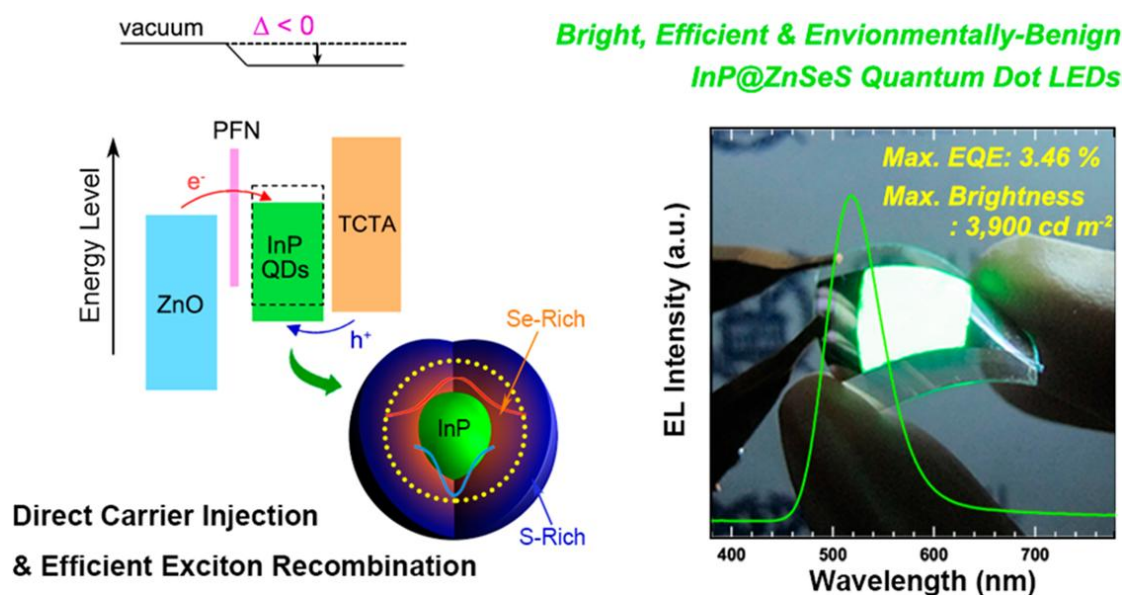 vacuum
Δ < 0
PFN
e⁻
TCTA
InP
QDs
ZnO
h⁺
Energy Level
Se-Rich
InP
S-Rich
Direct Carrier Injection
& Efficient Exciton Recombination
Bright, Efficient & Envionmentally-Benign
InP@ZnSeS Quantum Dot LEDs
Max. EQE: 3.46 %
Max. Brightness
: 3,900 cd m⁻²
EL Intensity (a.u.)
400 500 600 700
Wavelength (nm)